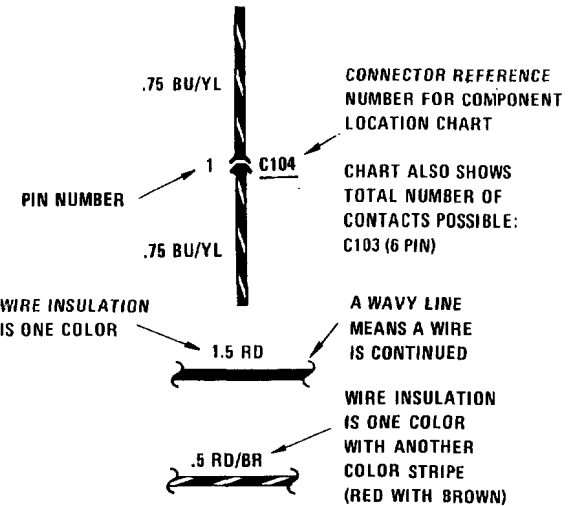 .75 BU/YL
CONNECTOR REFERENCE
NUMBER FOR COMPONENT
LOCATION CHART
1
C104
PIN NUMBER
CHART ALSO SHOWS
TOTAL NUMBER OF
CONTACTS POSSIBLE:
C103 (6 PIN)
.75 BU/YL
WIRE INSULATION
IS ONE COLOR
1.5 RD
A WAVY LINE
MEANS A WIRE
IS CONTINUED
.5 RD/BR
WIRE INSULATION
IS ONE COLOR
WITH ANOTHER
COLOR STRIPE
(RED WITH BROWN)